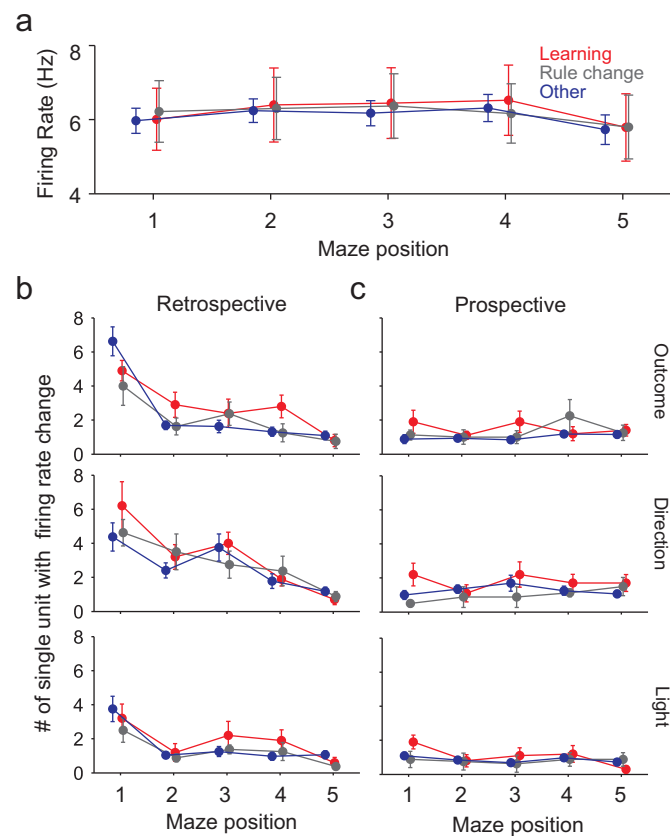 a
Firing Rate (Hz)
8
6
4
Learning
Rule change
Other
1 2 3 4 5
Maze position
b
Retrospective
c
Prospective
# of single unit with firing rate change
8
6
4
2
0
Outcome
8
6
4
2
0
Direction
8
6
4
2
0
Light
1 2 3 4 5
Maze position
1 2 3 4 5
Maze position